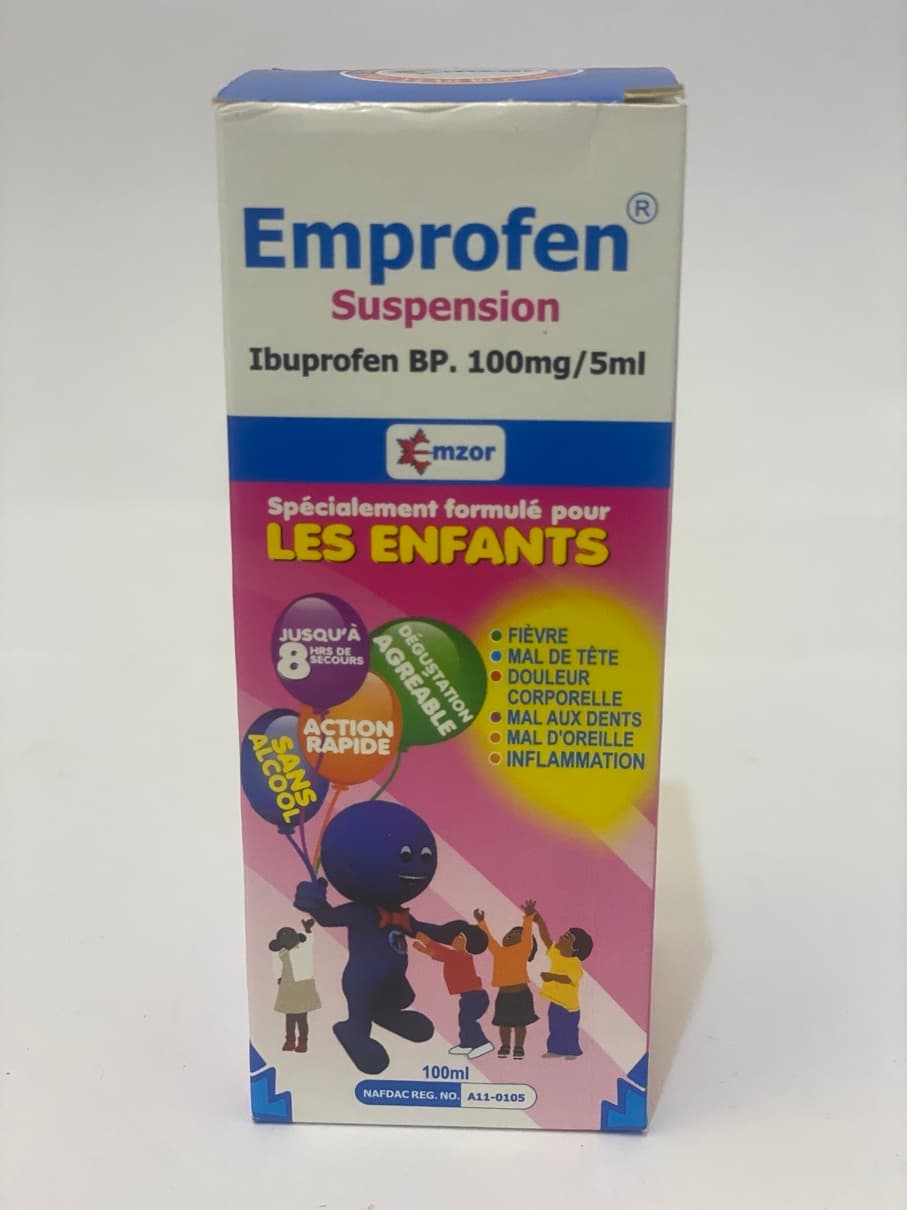 Emprofen®
Suspension
Ibuprofen BP. 100mg/5ml
Emzor
Spécialement formulé pour
LES ENFANTS
JUSQU'À
8 HRS DE
SECOURS
DÉGUSTATION
AGRÉABLE
ACTION
RAPIDE
SANS
ALCOOL
FIÈVRE
MAL DE TÊTE
DOULEUR
CORPORELLE
MAL AUX DENTS
MAL D'OREILLE
INFLAMMATION
100ml
NAFDAC REG. NO. A11-0105